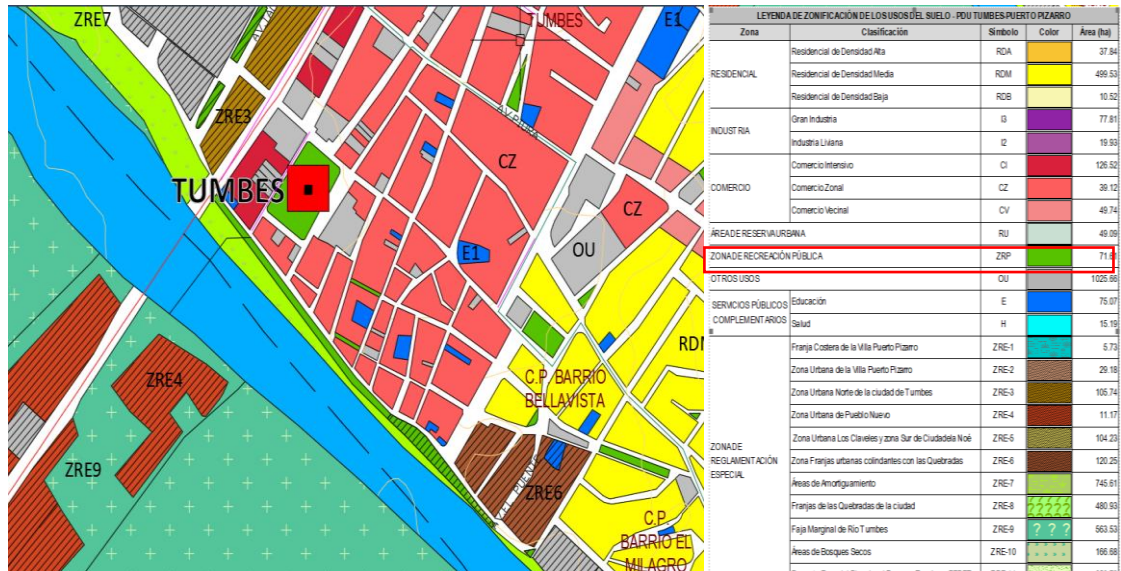 ZRE7
TUMBES
E1
AV. PIURA
ZRE3
CZ
TUMBES
CZ
E1
OU
ZRE4
RDM
C.P. BARRIO
BELLAVISTA
ZRE9
ZRE6
C.P.
BARRIO EL
MILAGRO
LEYENDA DE ZONIFICACIÓN DE LOS USOS DEL SUELO - PDU TUMBES-PUERTO PIZARRO
Zona Clasificación Símbolo Color Área (ha)
RESIDENCIAL
Residencial de Densidad Alta RDA 37.84
Residencial de Densidad Media RDM 499.53
Residencial de Densidad Baja RDB 10.52
INDUSTRIA
Gran Industria I3 77.81
Industria Liviana I2 19.93
COMERCIO
Comercio Intensivo CI 126.52
Comercio Zonal CZ 39.12
Comercio Vecinal CV 49.74
ÁREA DE RESERVA URBANA RU 49.09
ZONA DE RECREACIÓN PÚBLICA ZRP 71.61
OTROS USOS OU 1025.66
SERVICIOS PÚBLICOS
COMPLEMENTARIOS
Educación E 75.07
Salud H 15.19
ZONA DE
REGLAMENTACIÓN
ESPECIAL
Franja Costera de la Villa Puerto Pizarro ZRE-1 5.73
Zona Urbana de la Villa Puerto Pizarro ZRE-2 29.18
Zona Urbana Norte de la ciudad de Tumbes ZRE-3 105.74
Zona Urbana de Pueblo Nuevo ZRE-4 11.17
Zona Urbana Los Claveles y zona Sur de Ciudadela Noé ZRE-5 104.23
Zona Franjas urbanas colindantes con las Quebradas ZRE-6 120.25
Áreas de Amortiguamiento ZRE-7 745.61
Franjas de las Quebradas de la ciudad ZRE-8 480.93
Faja Marginal de Río Tumbes ZRE-9 563.53
Áreas de Bosques Secos ZRE-10 166.68